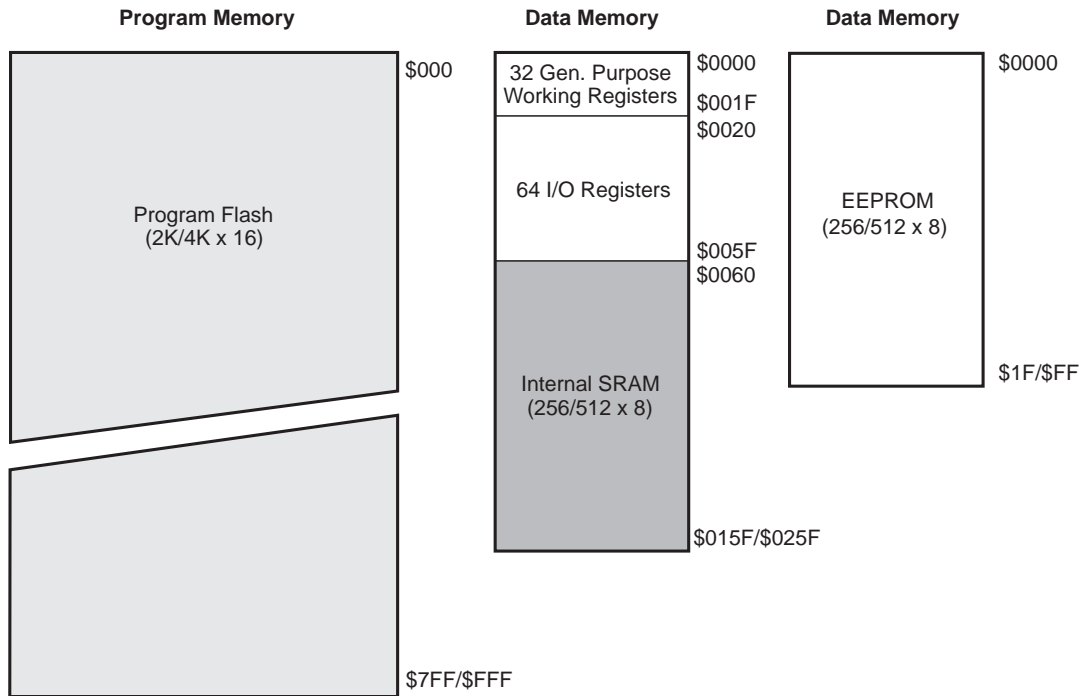 Program Memory
$000
Program Flash
(2K/4K x 16)
$7FF/$FFF
Data Memory
32 Gen. Purpose
Working Registers
$0000
$001F
$0020
64 I/O Registers
$005F
$0060
Internal SRAM
(256/512 x 8)
$015F/$025F
Data Memory
$0000
EEPROM
(256/512 x 8)
$1F/$FF